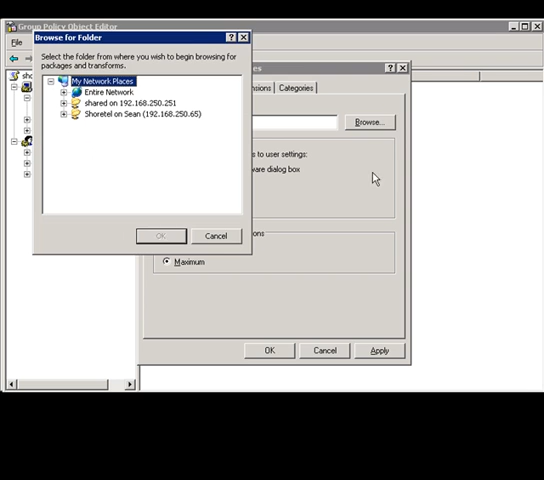 Group Policy Object Editor
File
Browse for Folder
Select the folder from where you wish to begin browsing for
packages and transforms.
My Network Places
Entire Network
shared on 192.168.250.251
Shoretel on Sean (192.168.250.65)
OK
Cancel
Categories
Browse...
s to user settings:
ware dialog box
ons
Maximum
OK
Cancel
Apply